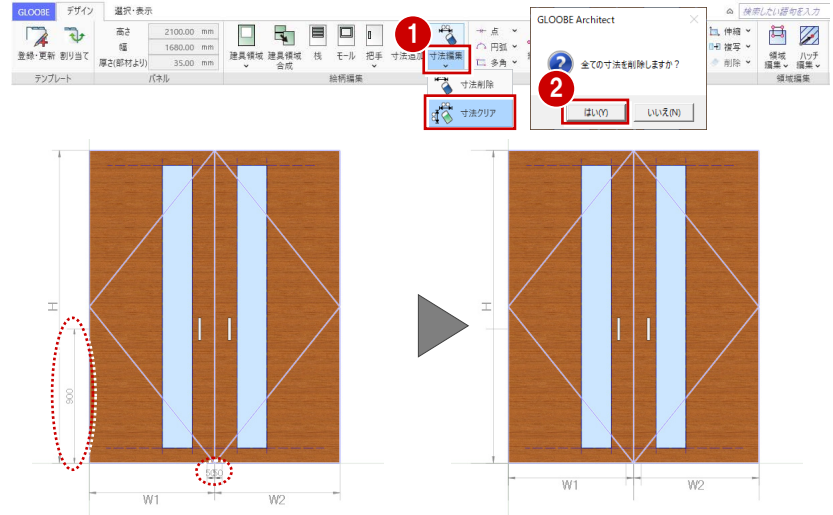 GLOOBE デザイン 選択・表示
検索したい語句を入力
登録・更新 割り当て
テンプレート
高さ 2100.00 mm
幅 1680.00 mm
厚さ(部材より) 35.00 mm
パネル
建具領域 建具領域合成 桟 モール 把手 寸法追加 寸法編集
点
円弧
多角
絵柄編集
伸縮
複写
削除
領域編集 ハッチ編集
領域編集
1
寸法削除
寸法クリア
GLOOBE Architect
全ての寸法を削除しますか？
2
はい(Y) いいえ(N)
H
900
50
50
W1 W2
H
W1 W2